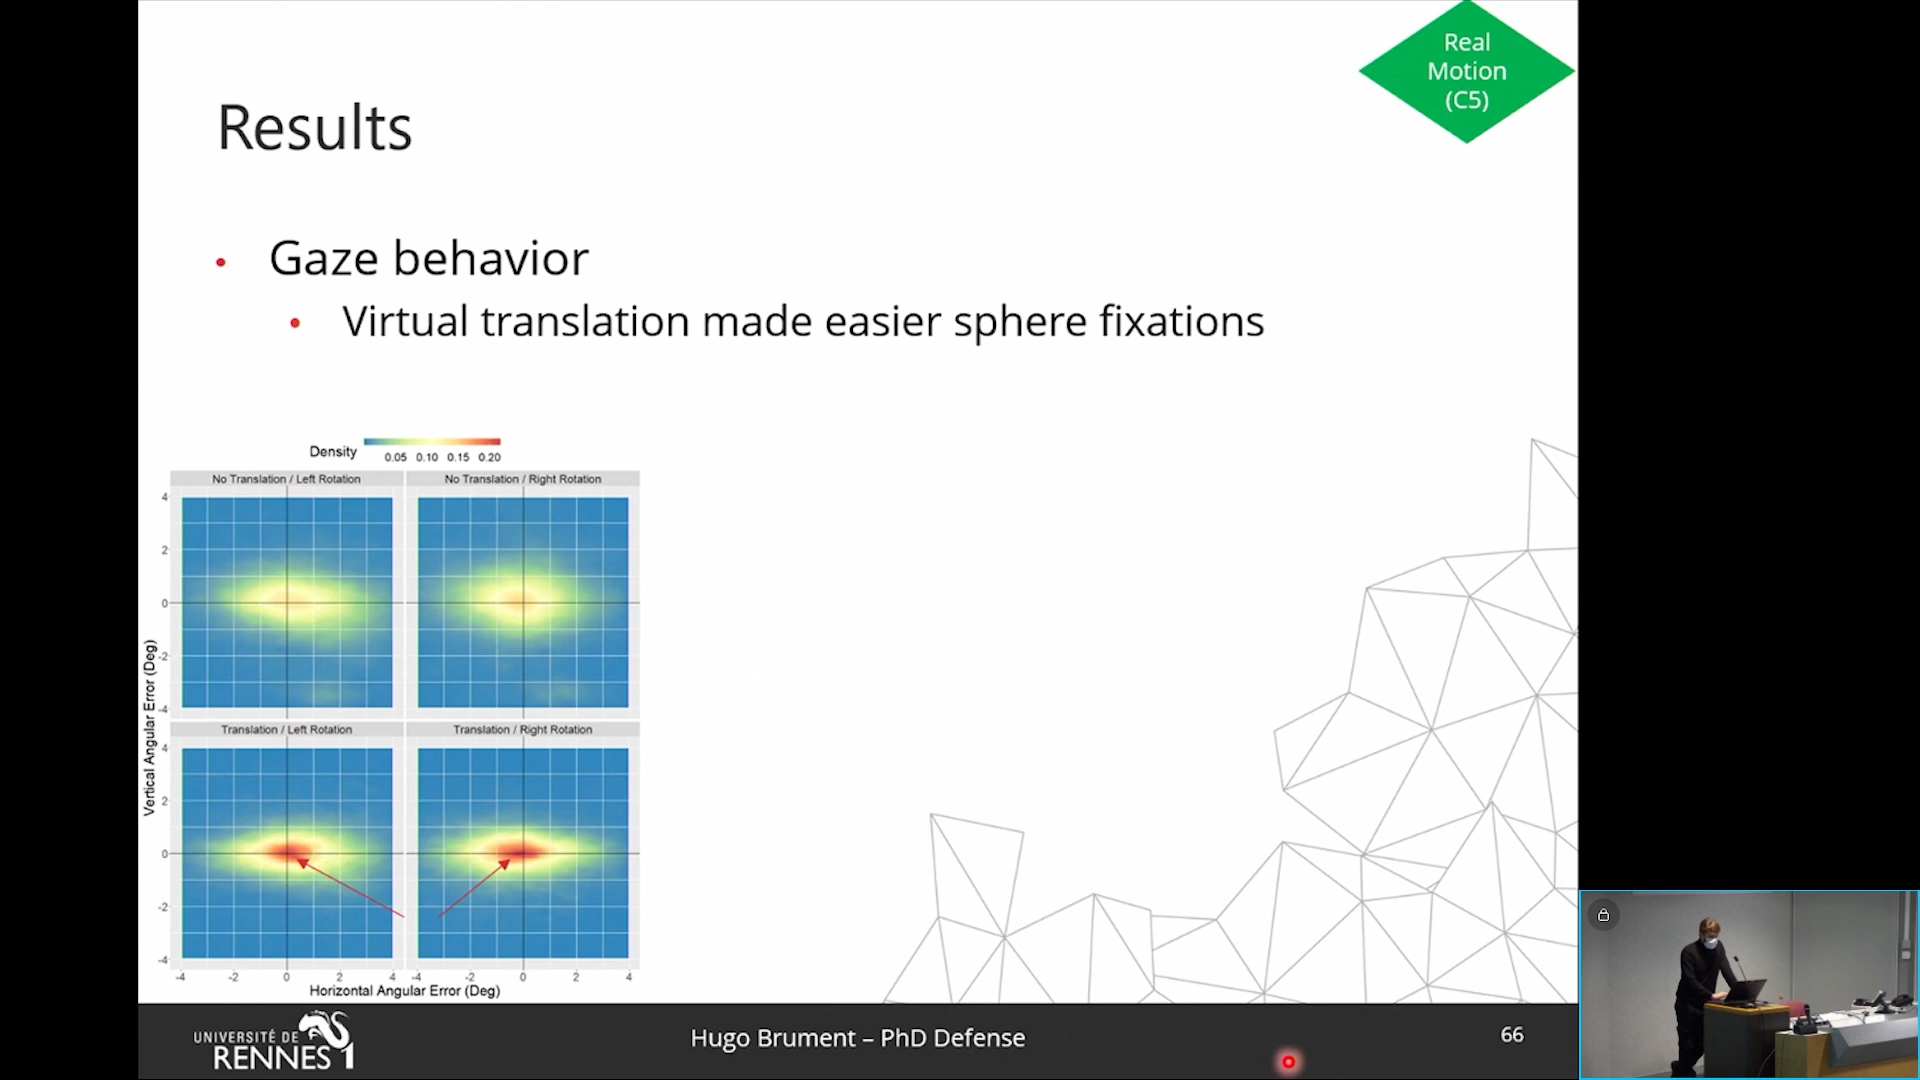 Real
Motion
(C5)
Results
• Gaze behavior
• Virtual translation made easier sphere fixations
Density
0.05 0.10 0.15 0.20
No Translation / Left Rotation
No Translation / Right Rotation
4
2
0
-2
-4
Translation / Left Rotation
Translation / Right Rotation
4
2
0
-2
-4
Vertical Angular Error (Deg)
-4 -2 0 2 4
-4 -2 0 2 4
Horizontal Angular Error (Deg)
UNIVERSITÉ DE
RENNES 1
Hugo Brument – PhD Defense
66